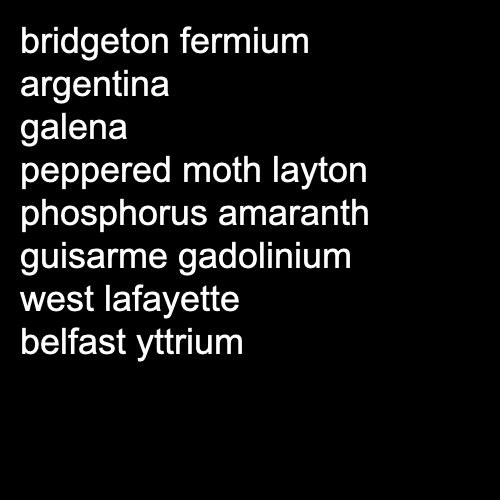 bridgeton fermium
argentina
galena
peppered moth layton
phosphorus amaranth
guisarme gadolinium
west lafayette
belfast yttrium